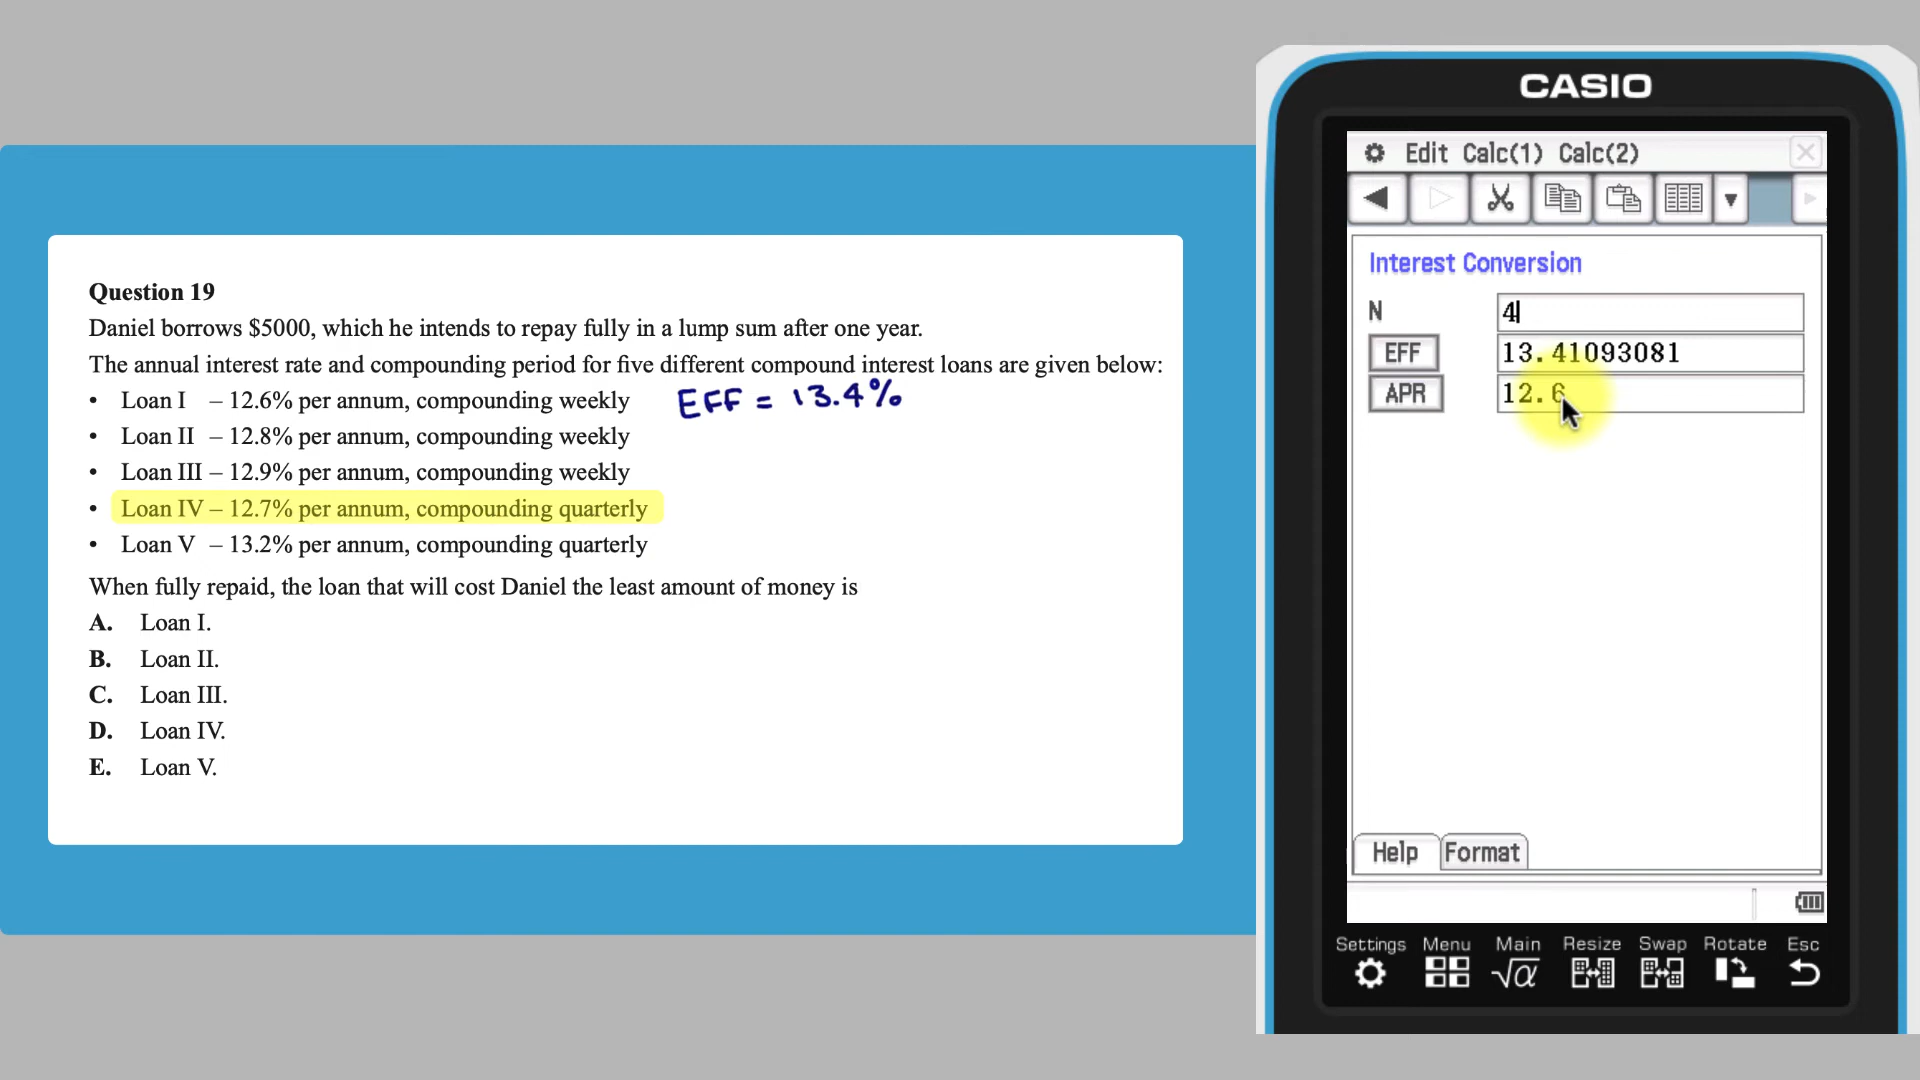 Question 19
Daniel borrows $5000, which he intends to repay fully in a lump sum after one year.
The annual interest rate and compounding period for five different compound interest loans are given below:
• Loan I – 12.6% per annum, compounding weekly EFF = 13.4%
• Loan II – 12.8% per annum, compounding weekly
• Loan III – 12.9% per annum, compounding weekly
• Loan IV – 12.7% per annum, compounding quarterly
• Loan V – 13.2% per annum, compounding quarterly
When fully repaid, the loan that will cost Daniel the least amount of money is
A. Loan I.
B. Loan II.
C. Loan III.
D. Loan IV.
E. Loan V.
CASIO
Edit Calc(1) Calc(2)
Interest Conversion
N 4
EFF 13.41093081
APR 12.6
Help Format
Settings Menu Main Resize Swap Rotate Esc
√α